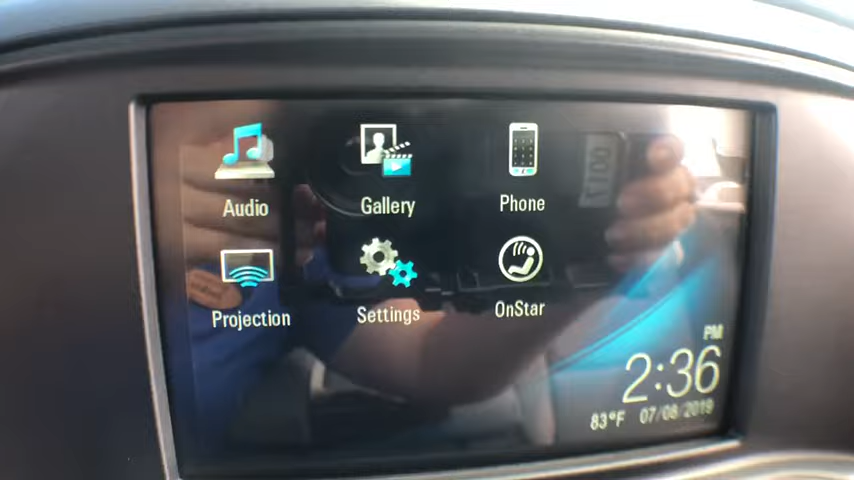 Audio
Gallery
Phone
Projection
Settings
OnStar
PM
2:36
83°F 07/08/2019